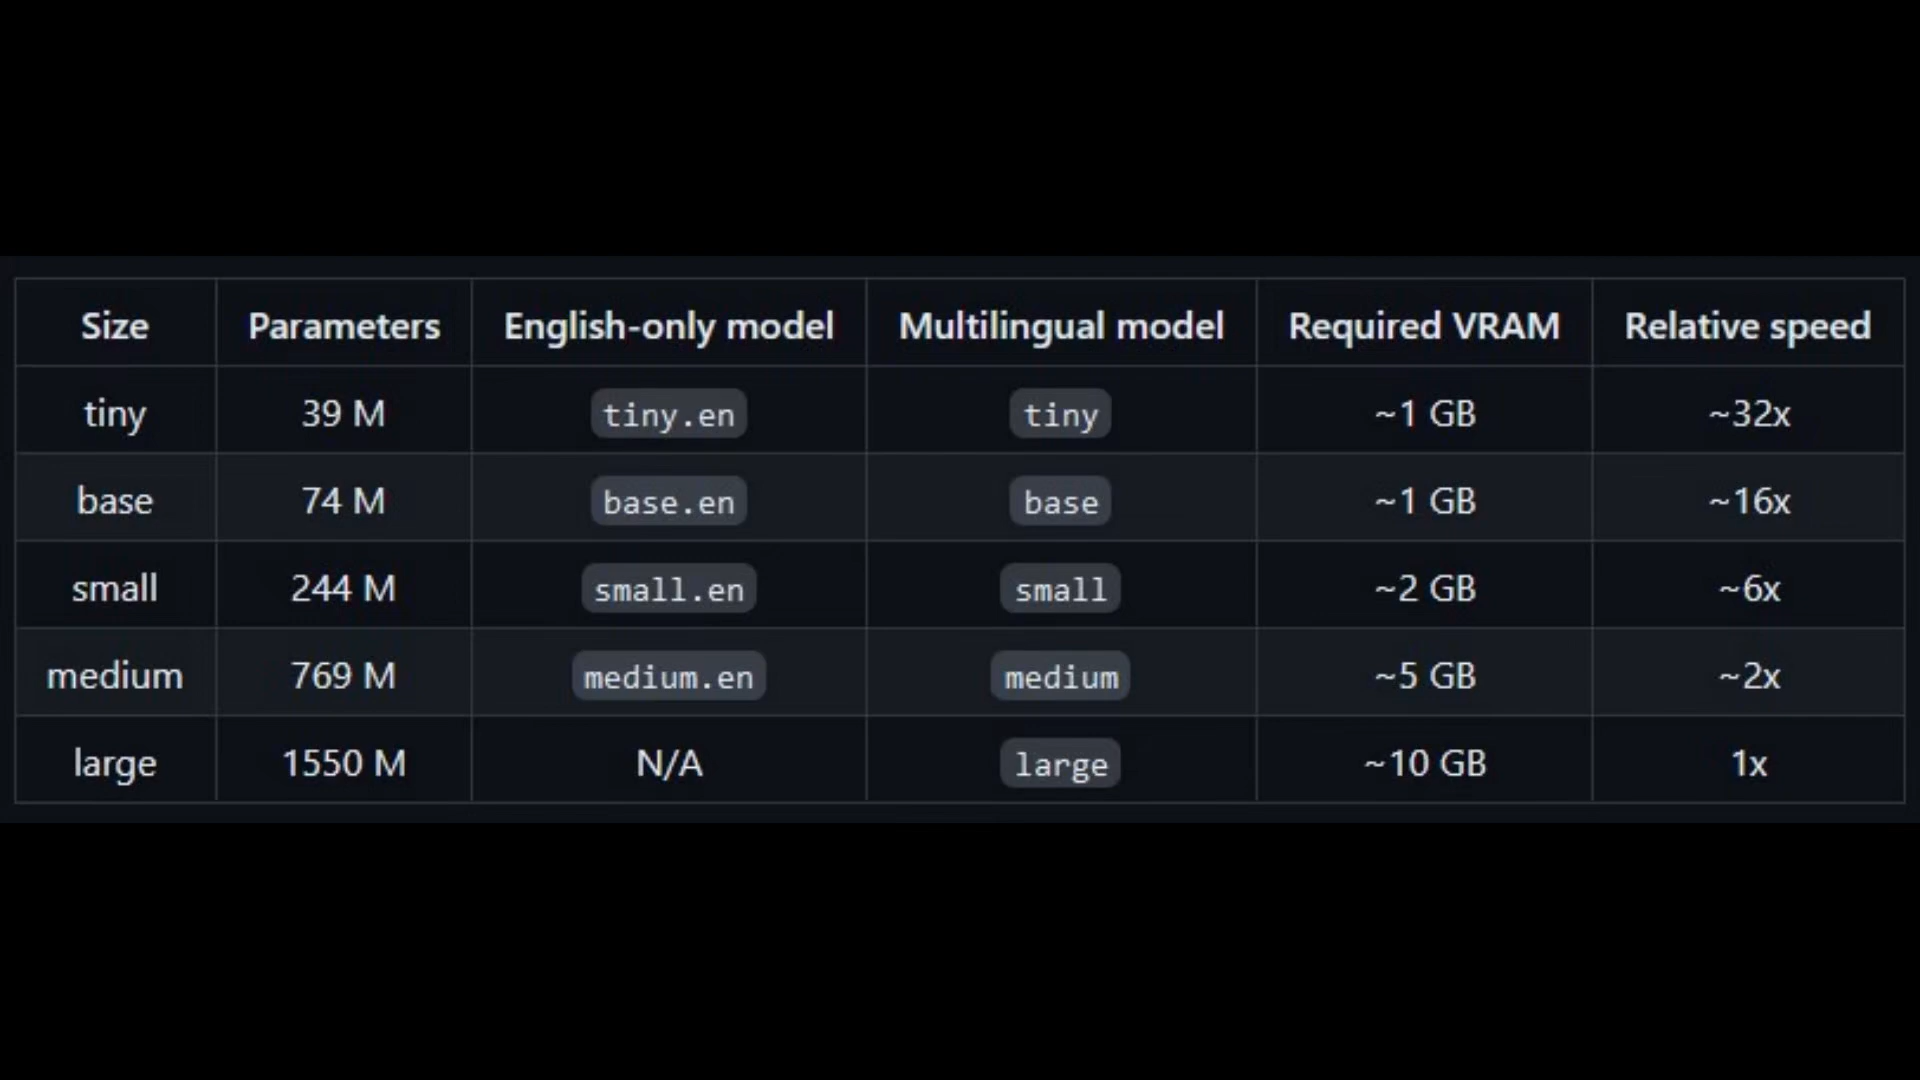 Size Parameters English-only model Multilingual model Required VRAM Relative speed
tiny 39 M tiny.en tiny ~1 GB ~32x
base 74 M base.en base ~1 GB ~16x
small 244 M small.en small ~2 GB ~6x
medium 769 M medium.en medium ~5 GB ~2x
large 1550 M N/A large ~10 GB 1x